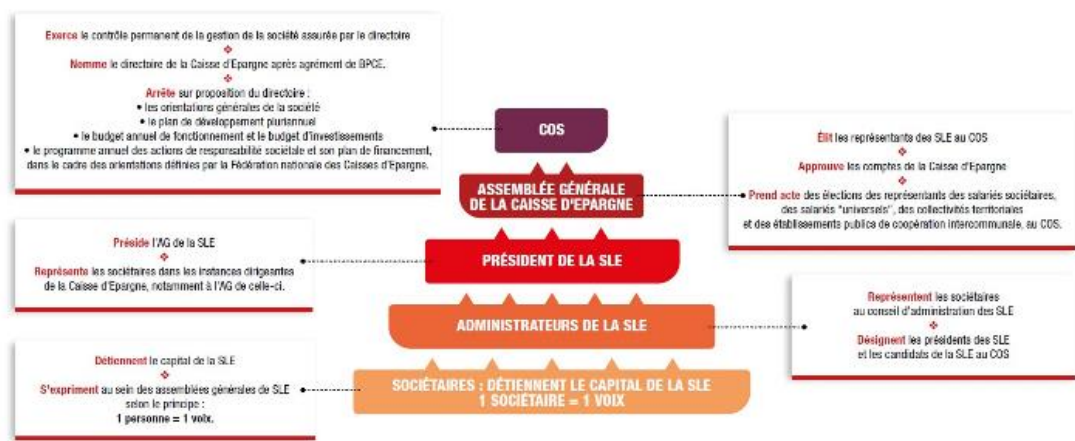 Exerce le contrôle permanent de la gestion de la société assurée par le directoire
Nomme le directoire de la Caisse d'Epargne après agrément de BPCE.
Arrête sur proposition du directoire :
• les orientations générales de la société
• le plan de développement pluriannuel
• le budget annuel de fonctionnement et le budget d'investissements
• le programme annuel des actions de responsabilité sociétale et son plan de financement,
dans le cadre des orientations définies par la Fédération nationale des Caisses d'Epargne.
COS
Élit les représentants des SLE au COS
Approuve les comptes de la Caisse d'Epargne
Prend acte des élections des représentants des salariés sociétaires,
des salariés "universels", des collectivités territoriales
et des établissements publics de coopération intercommunale, au COS.
ASSEMBLÉE GÉNÉRALE
DE LA CAISSE D'EPARGNE
Préside l'AG de la SLE
Représente les sociétaires dans les instances dirigeantes
de la Caisse d'Epargne, notamment à l'AG de celle-ci.
PRÉSIDENT DE LA SLE
Représentent les sociétaires
au conseil d'administration des SLE
Désignent les présidents des SLE
et les candidats de la SLE au COS
ADMINISTRATEURS DE LA SLE
Détiennent le capital de la SLE
S'expriment au sein des assemblées générales de SLE
selon le principe :
1 personne = 1 voix.
SOCIÉTAIRES : DÉTIENNENT LE CAPITAL DE LA SLE
1 SOCIÉTAIRE = 1 VOIX